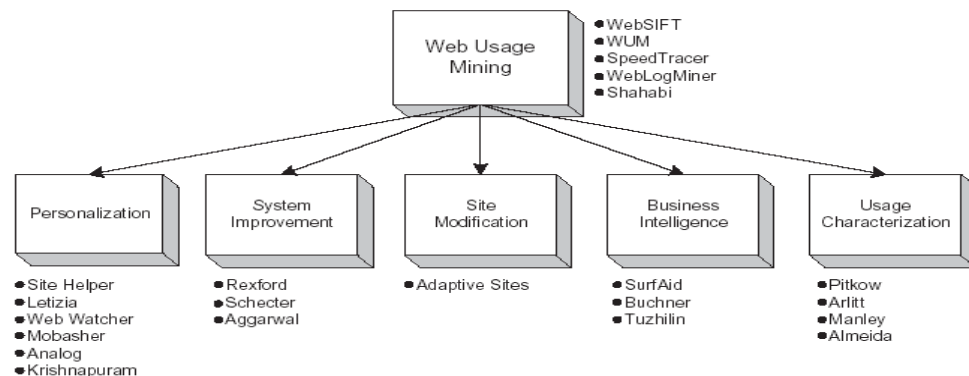 Web Usage
Mining
● WebSIFT
● WUM
● SpeedTracer
● WebLogMiner
● Shahabi
Personalization
System
Improvement
Site
Modification
Business
Intelligence
Usage
Characterization
● Site Helper
● Letizia
● Web Watcher
● Mobasher
● Analog
● Krishnapuram
● Rexford
● Schecter
● Aggarwal
● Adaptive Sites
● SurfAid
● Buchner
● Tuzhilin
● Pitkow
● Arlitt
● Manley
● Almeida